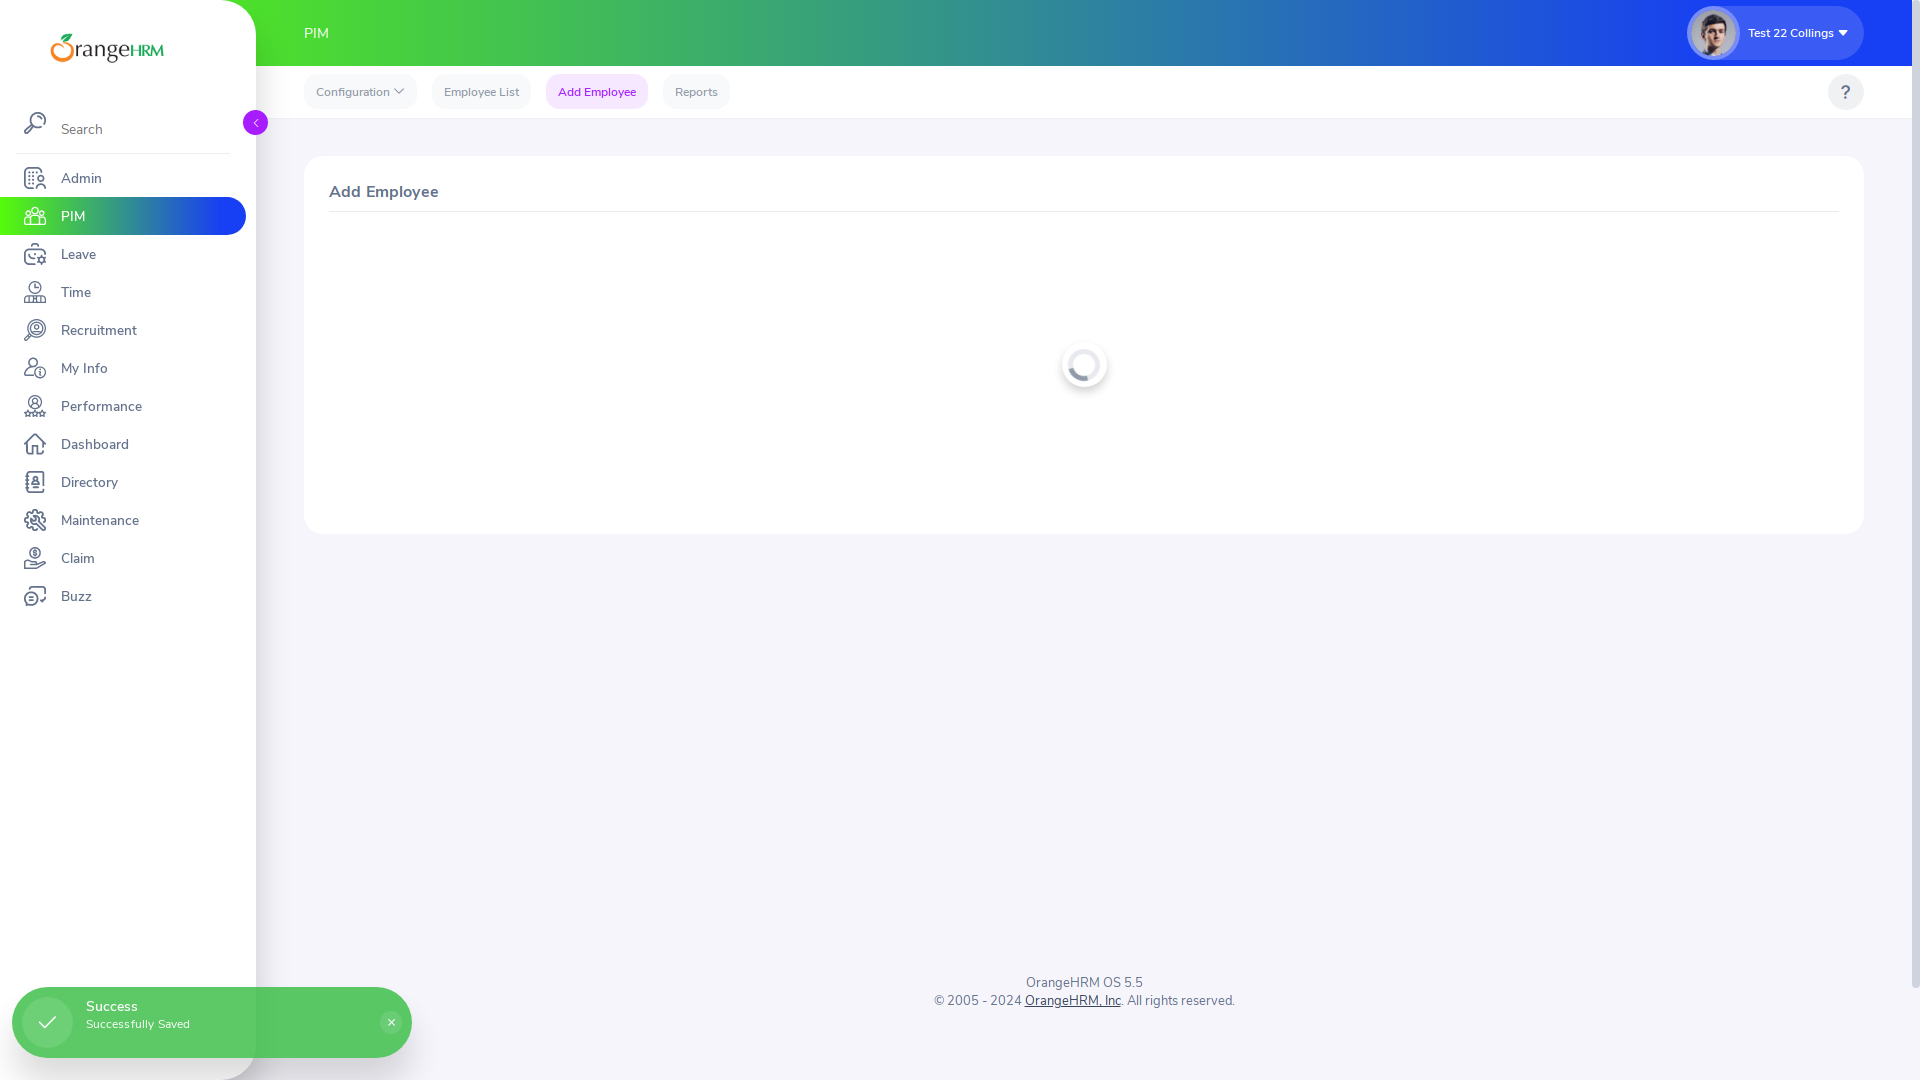 OrangeHRM
PIM
Test 22 Collings
Configuration
Employee List
Add Employee
Reports
?
Search
Admin
PIM
Leave
Time
Recruitment
My Info
Performance
Dashboard
Directory
Maintenance
Claim
Buzz
Add Employee
OrangeHRM OS 5.5
© 2005 - 2024 OrangeHRM, Inc. All rights reserved.
Success
Successfully Saved